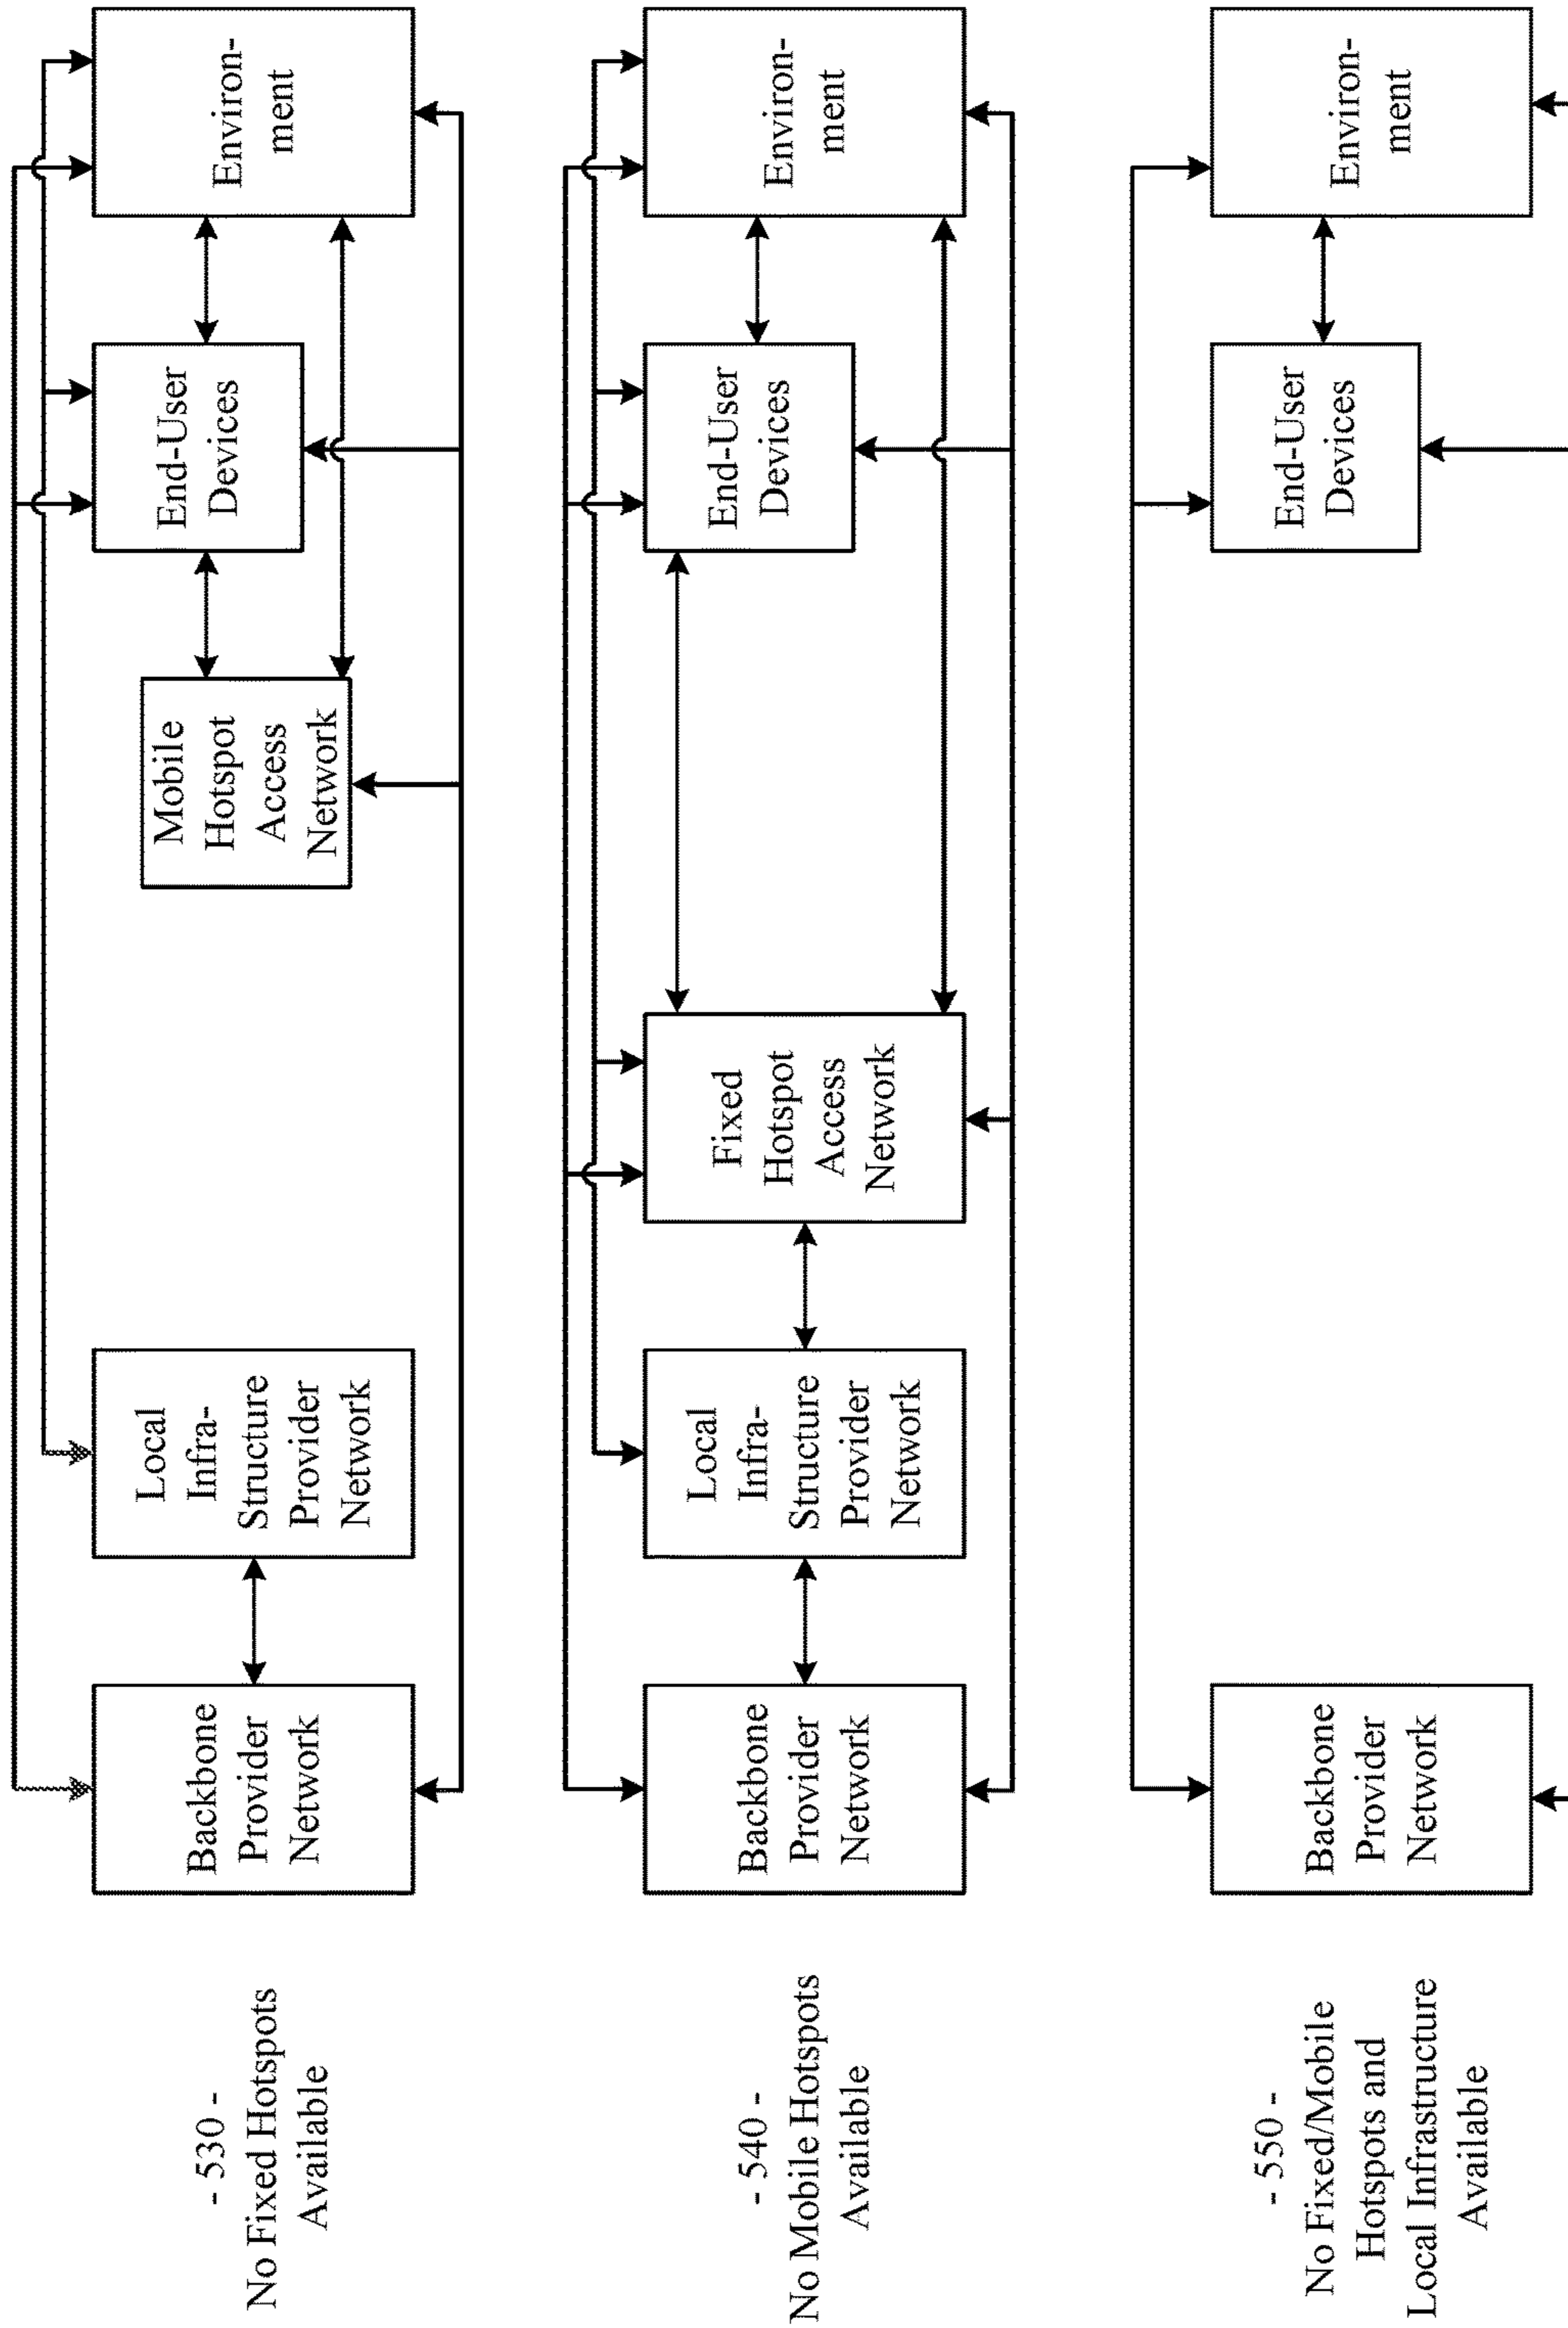 - 530 -
No Fixed Hotspots
Available
Backbone
Provider
Network
Local
Infra-
Structure
Provider
Network
Mobile
Hotspot
Access
Network
End-User
Devices
Environ-
ment
- 540 -
No Mobile Hotspots
Available
Backbone
Provider
Network
Local
Infra-
Structure
Provider
Network
Fixed
Hotspot
Access
Network
End-User
Devices
Environ-
ment
- 550 -
No Fixed/Mobile
Hotspots and
Local Infrastructure
Available
Backbone
Provider
Network
End-User
Devices
Environ-
ment